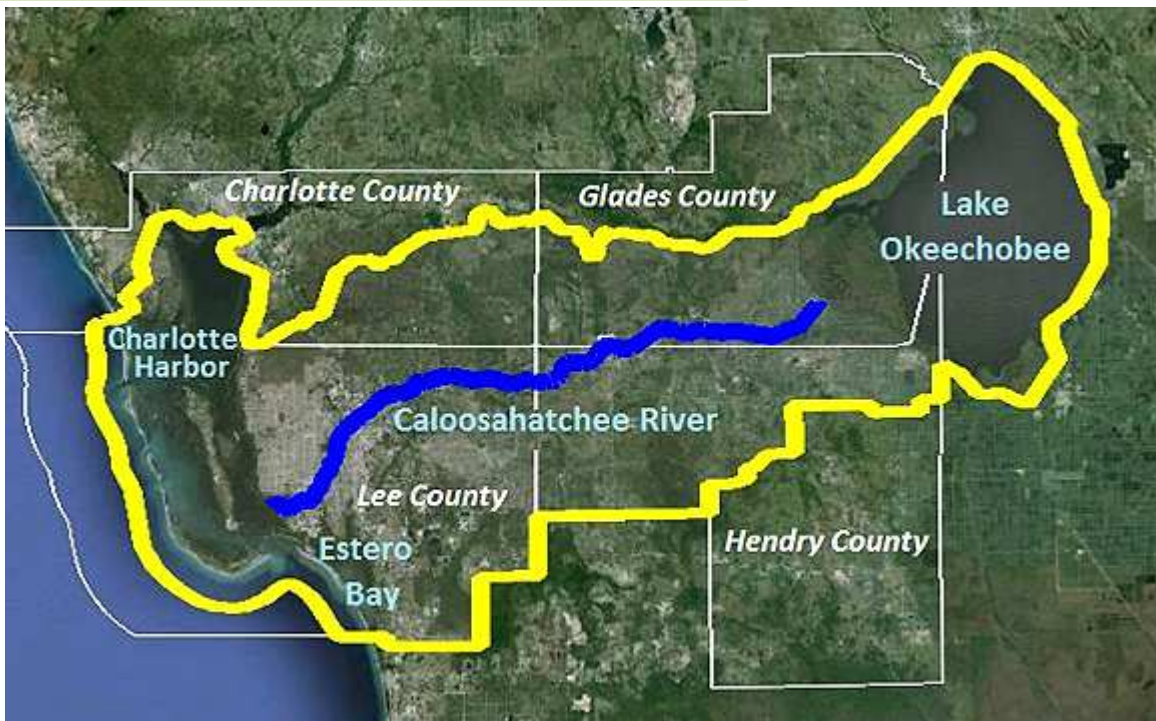 Charlotte County
Glades County
Lake
Okeechobee
Charlotte
Harbor
Caloosahatchee River
Lee County
Estero
Bay
Hendry County